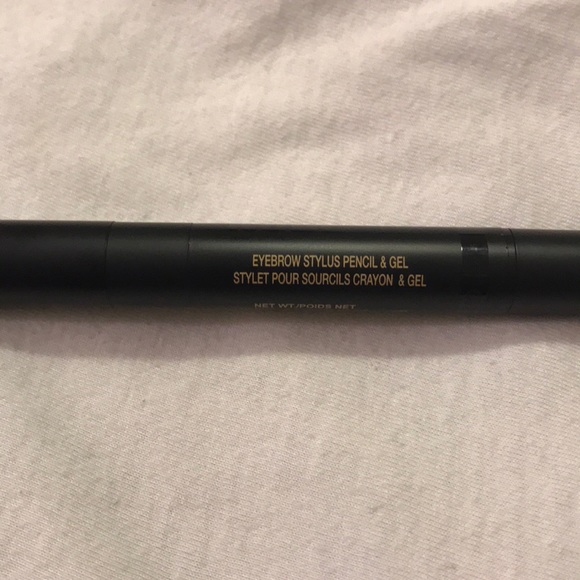 EYEBROW STYLUS PENCIL & GEL
STYLET POUR SOURCILS CRAYON & GEL
NET WT./POIDS NET